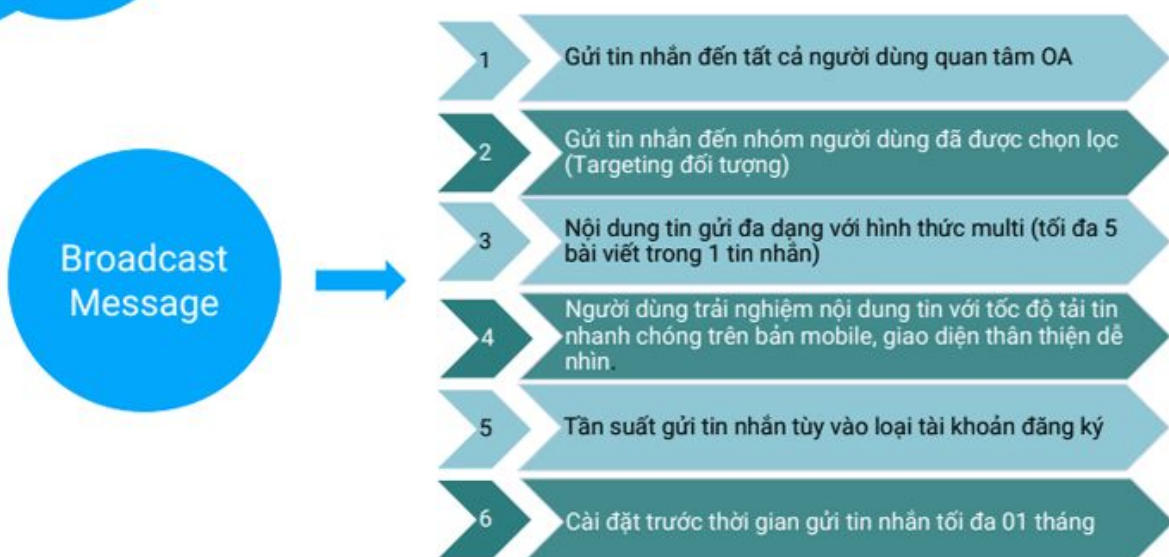 Broadcast
Message
1
Gửi tin nhắn đến tất cả người dùng quan tâm OA
2
Gửi tin nhắn đến nhóm người dùng đã được chọn lọc
(Targeting đối tượng)
3
Nội dung tin gửi đa dạng với hình thức multi (tối đa 5
bài viết trong 1 tin nhắn)
4
Người dùng trải nghiệm nội dung tin với tốc độ tải tin
nhanh chóng trên bản mobile, giao diện thân thiện dễ
nhìn.
5
Tần suất gửi tin nhắn tùy vào loại tài khoản đăng ký
6
Cài đặt trước thời gian gửi tin nhắn tối đa 01 tháng